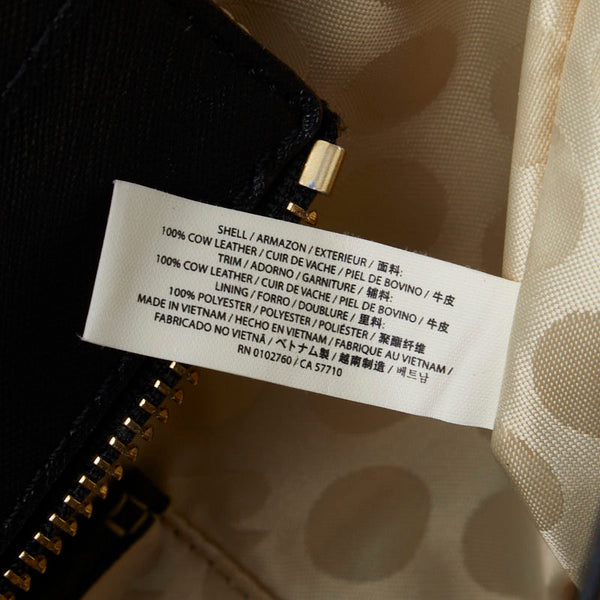 SHELL / ARMAZON / EXTERIEUR / 面料:
100% COW LEATHER / CUIR DE VACHE / PIEL DE BOVINO / 牛皮
TRIM / ADORNO / GARNITURE / 辅料:
100% COW LEATHER / CUIR DE VACHE / PIEL DE BOVINO / 牛皮
LINING / FORRO / DOUBLURE / 里料:
100% POLYESTER / POLYESTER / POLIÉSTER / 聚酯纤维
MADE IN VIETNAM / HECHO EN VIETNAM / FABRIQUE AU VIETNAM /
FABRICADO NO VIETNÃ / ベトナム製 / 越南制造 / 베트남
RN 0102760 / CA 57710